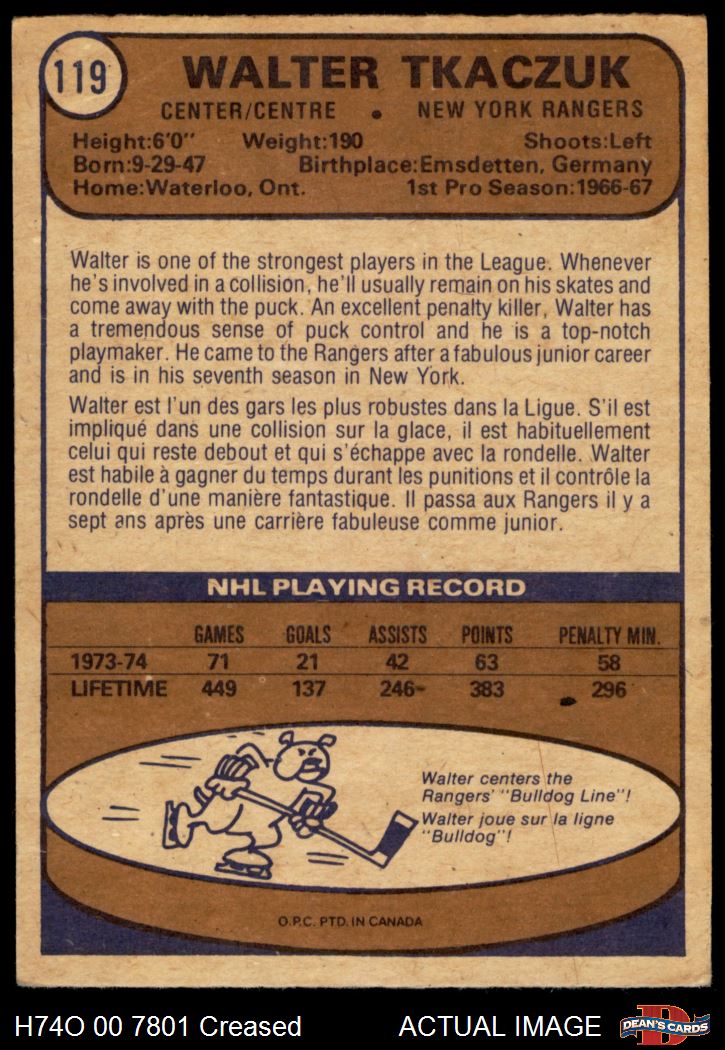 119
WALTER TKACZUK
CENTER/CENTRE • NEW YORK RANGERS
Height:6'0" Weight:190 Shoots:Left
Born:9-29-47 Birthplace:Emsdetten, Germany
Home:Waterloo, Ont. 1st Pro Season:1966-67
Walter is one of the strongest players in the League. Whenever
he's involved in a collision, he'll usually remain on his skates and
come away with the puck. An excellent penalty killer, Walter has
a tremendous sense of puck control and he is a top-notch
playmaker. He came to the Rangers after a fabulous junior career
and is in his seventh season in New York.
Walter est l'un des gars les plus robustes dans la Ligue. S'il est
impliqué dans une collision sur la glace, il est habituellement
celui qui reste debout et qui s'échappe avec la rondelle. Walter
est habile à gagner du temps durant les punitions et il contrôle la
rondelle d'une manière fantastique. Il passa aux Rangers il y a
sept ans après une carrière fabuleuse comme junior.
NHL PLAYING RECORD
GAMES GOALS ASSISTS POINTS PENALTY MIN.
1973-74 71 21 42 63 58
LIFETIME 449 137 246 383 296
Walter centers the
Rangers' "Bulldog Line"!
Walter joue sur la ligne
"Bulldog"!
O.P.C. PTD. IN CANADA
H74O 00 7801 Creased ACTUAL IMAGE D DEAN'S CARDS